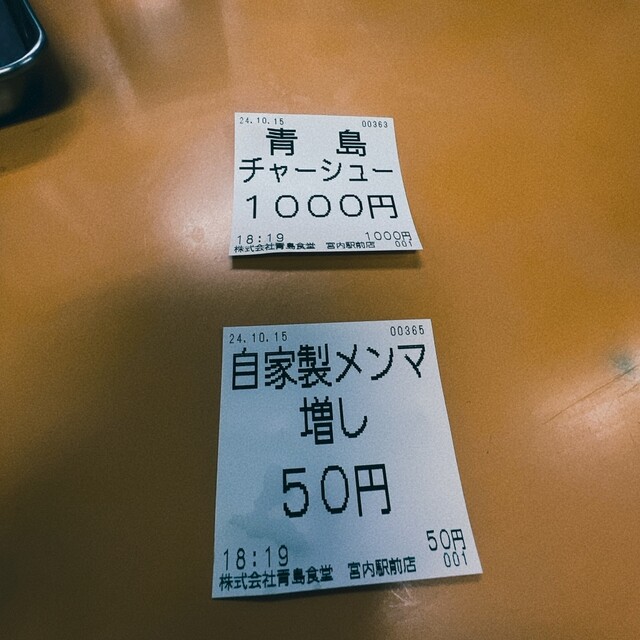 24.10.15 00363
青島
チャーシュー
1000円
18:19 1000円
株式会社青島食堂 宮内駅前店 001
24.10.15 00365
自家製メンマ
増し
50円
50円
18:19 001
株式会社青島食堂 宮内駅前店